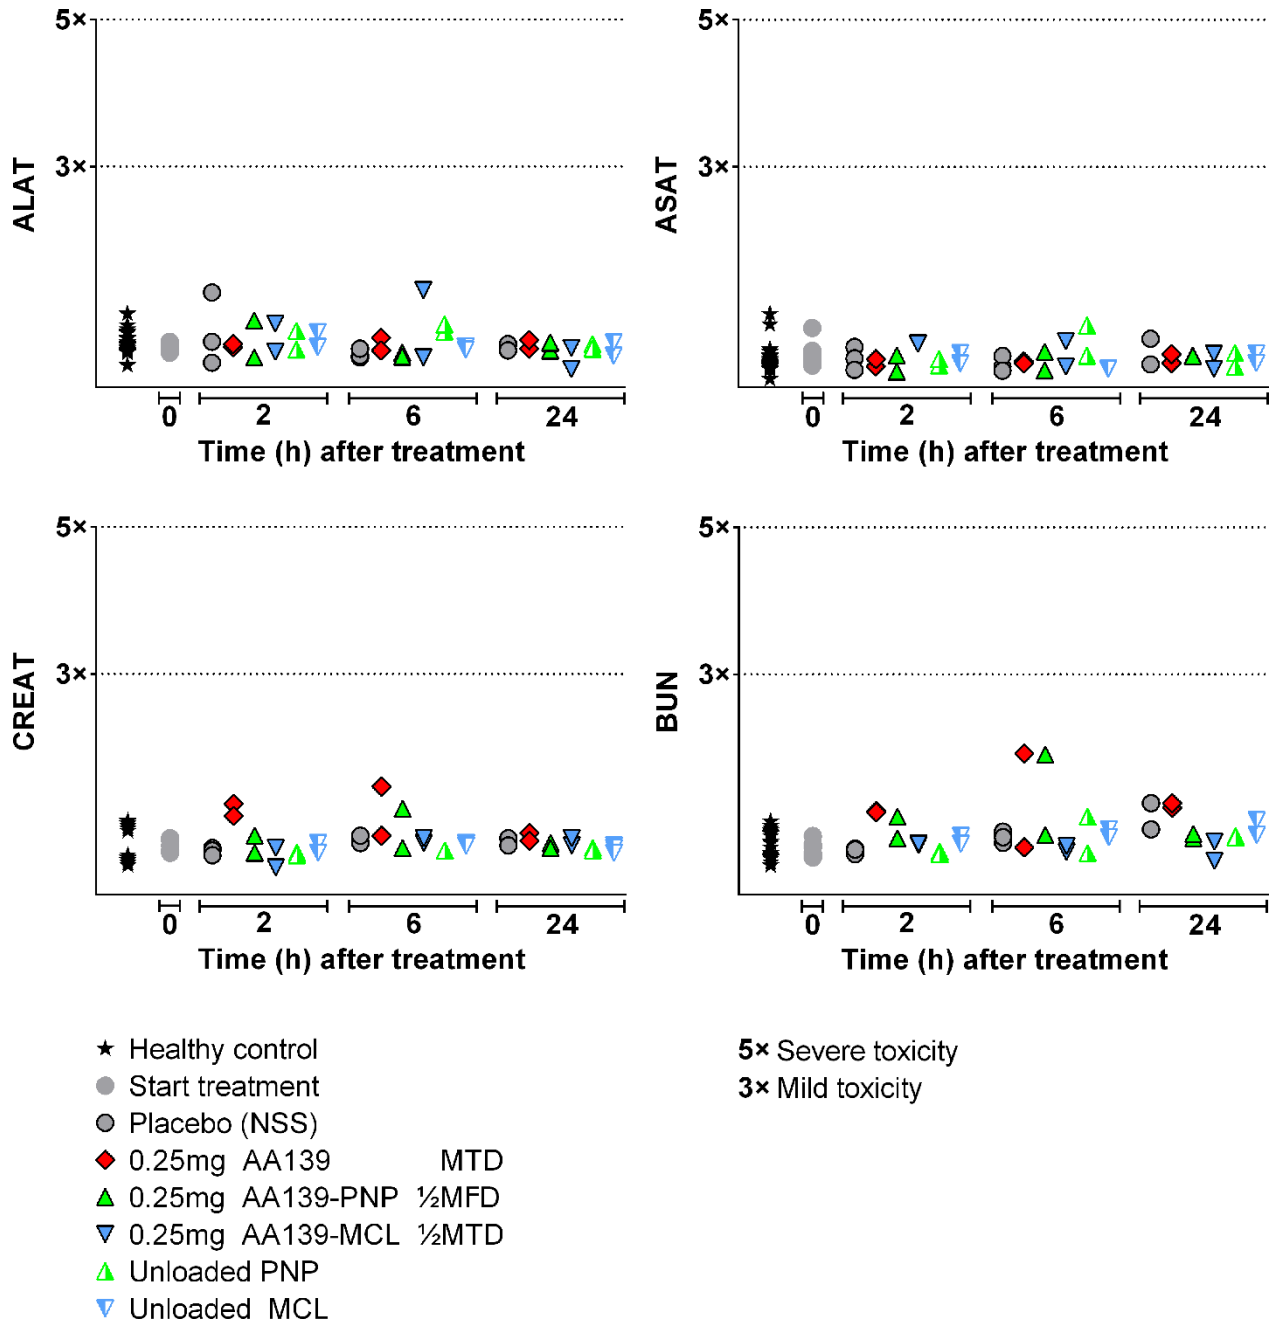 5×
3×
ALAT
0 2 6 24
Time (h) after treatment
5×
3×
ASAT
0 2 6 24
Time (h) after treatment
5×
3×
CREAT
0 2 6 24
Time (h) after treatment
5×
3×
BUN
0 2 6 24
Time (h) after treatment
Healthy control
Start treatment
Placebo (NSS)
0.25mg AA139 MTD
0.25mg AA139-PNP ½MFD
0.25mg AA139-MCL ½MTD
Unloaded PNP
Unloaded MCL
5× Severe toxicity
3× Mild toxicity